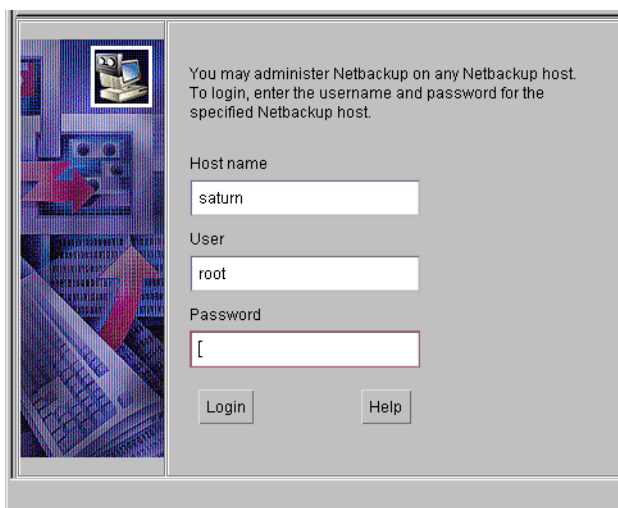 You may administer Netbackup on any Netbackup host.
To login, enter the username and password for the
specified Netbackup host.
Host name
saturn
User
root
Password
[
Login
Help